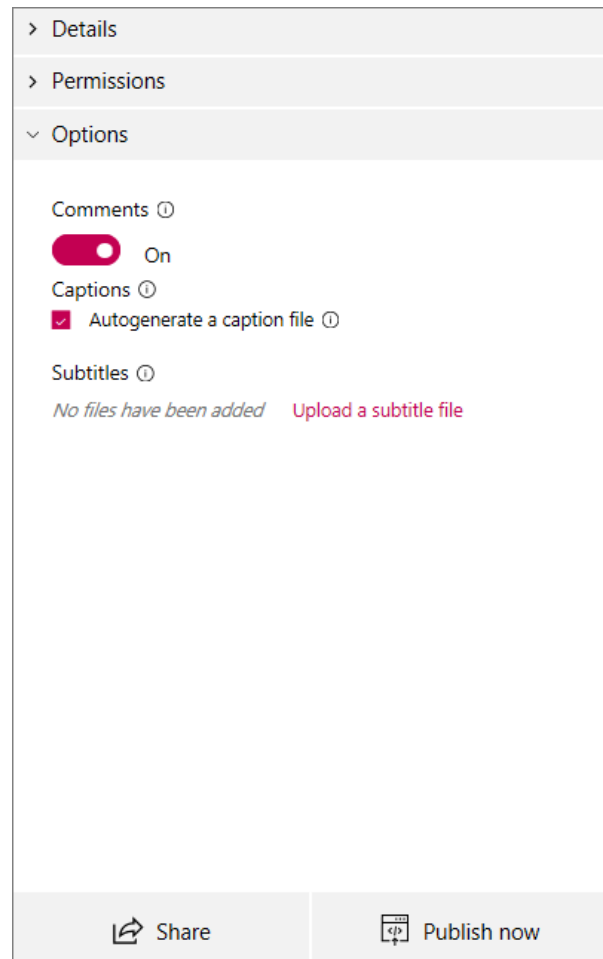 Details
Permissions
Options
Comments
On
Captions
Autogenerate a caption file
Subtitles
No files have been added Upload a subtitle file
Share Publish now